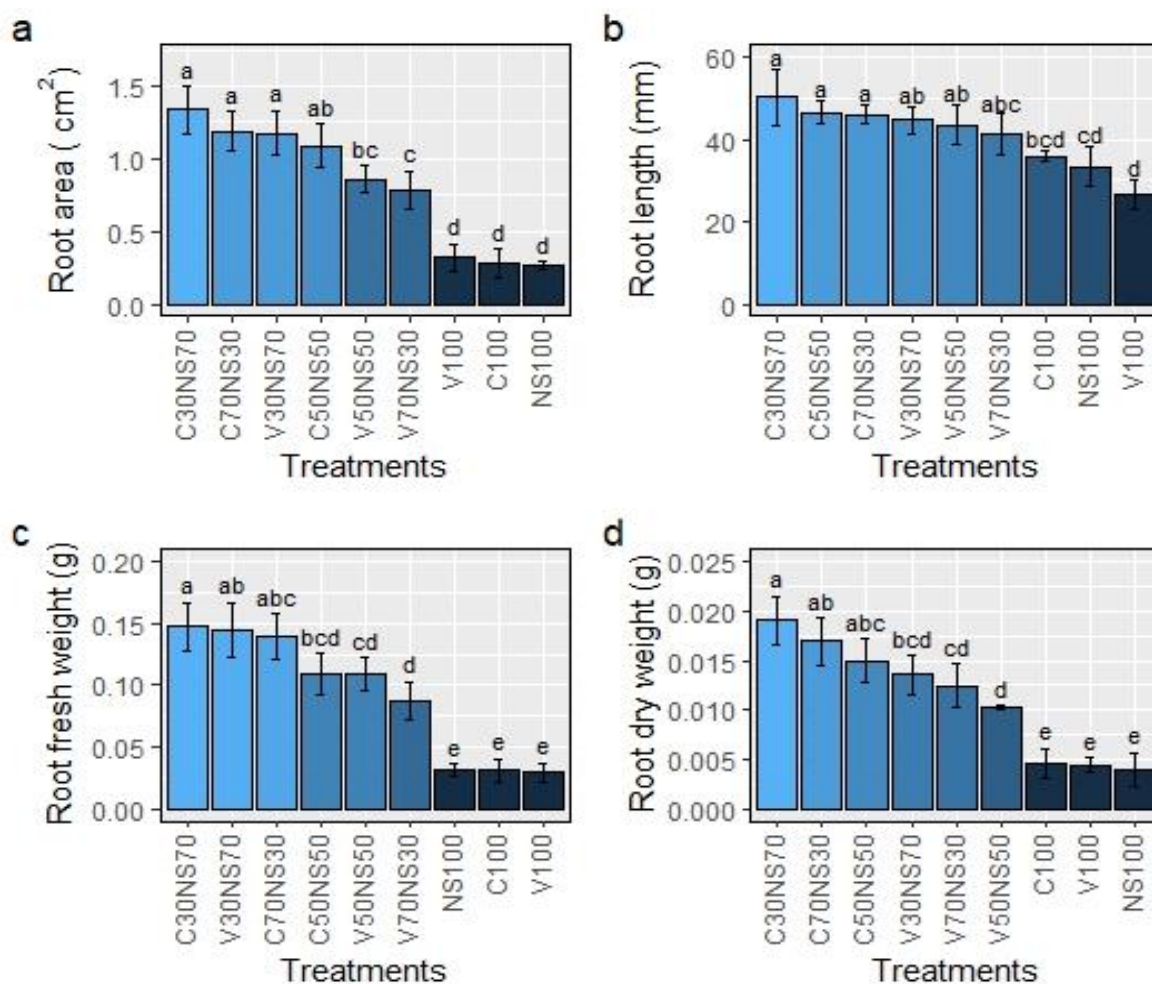 a
Root area ( cm²)
1.5
1.0
0.5
0.0
a
a
a
ab
bc
c
d
d
d
C30NS70
C70NS30
V30NS70
C50NS50
V50NS50
V70NS30
V100
C100
NS100
Treatments
b
Root length (mm)
60
40
20
0
a
a
a
ab
ab
abc
bcd
cd
d
C30NS70
C50NS50
C70NS30
V30NS70
V50NS50
V70NS30
C100
NS100
V100
Treatments
c
Root fresh weight (g)
0.20
0.15
0.10
0.05
0.00
a
ab
abc
bcd
cd
d
e
e
e
C30NS70
V30NS70
C70NS30
C50NS50
V50NS50
V70NS30
NS100
C100
V100
Treatments
d
Root dry weight (g)
0.025
0.020
0.015
0.010
0.005
0.000
a
ab
abc
bcd
cd
d
e
e
e
C30NS70
C70NS30
C50NS50
V30NS70
V70NS30
V50NS50
C100
V100
NS100
Treatments